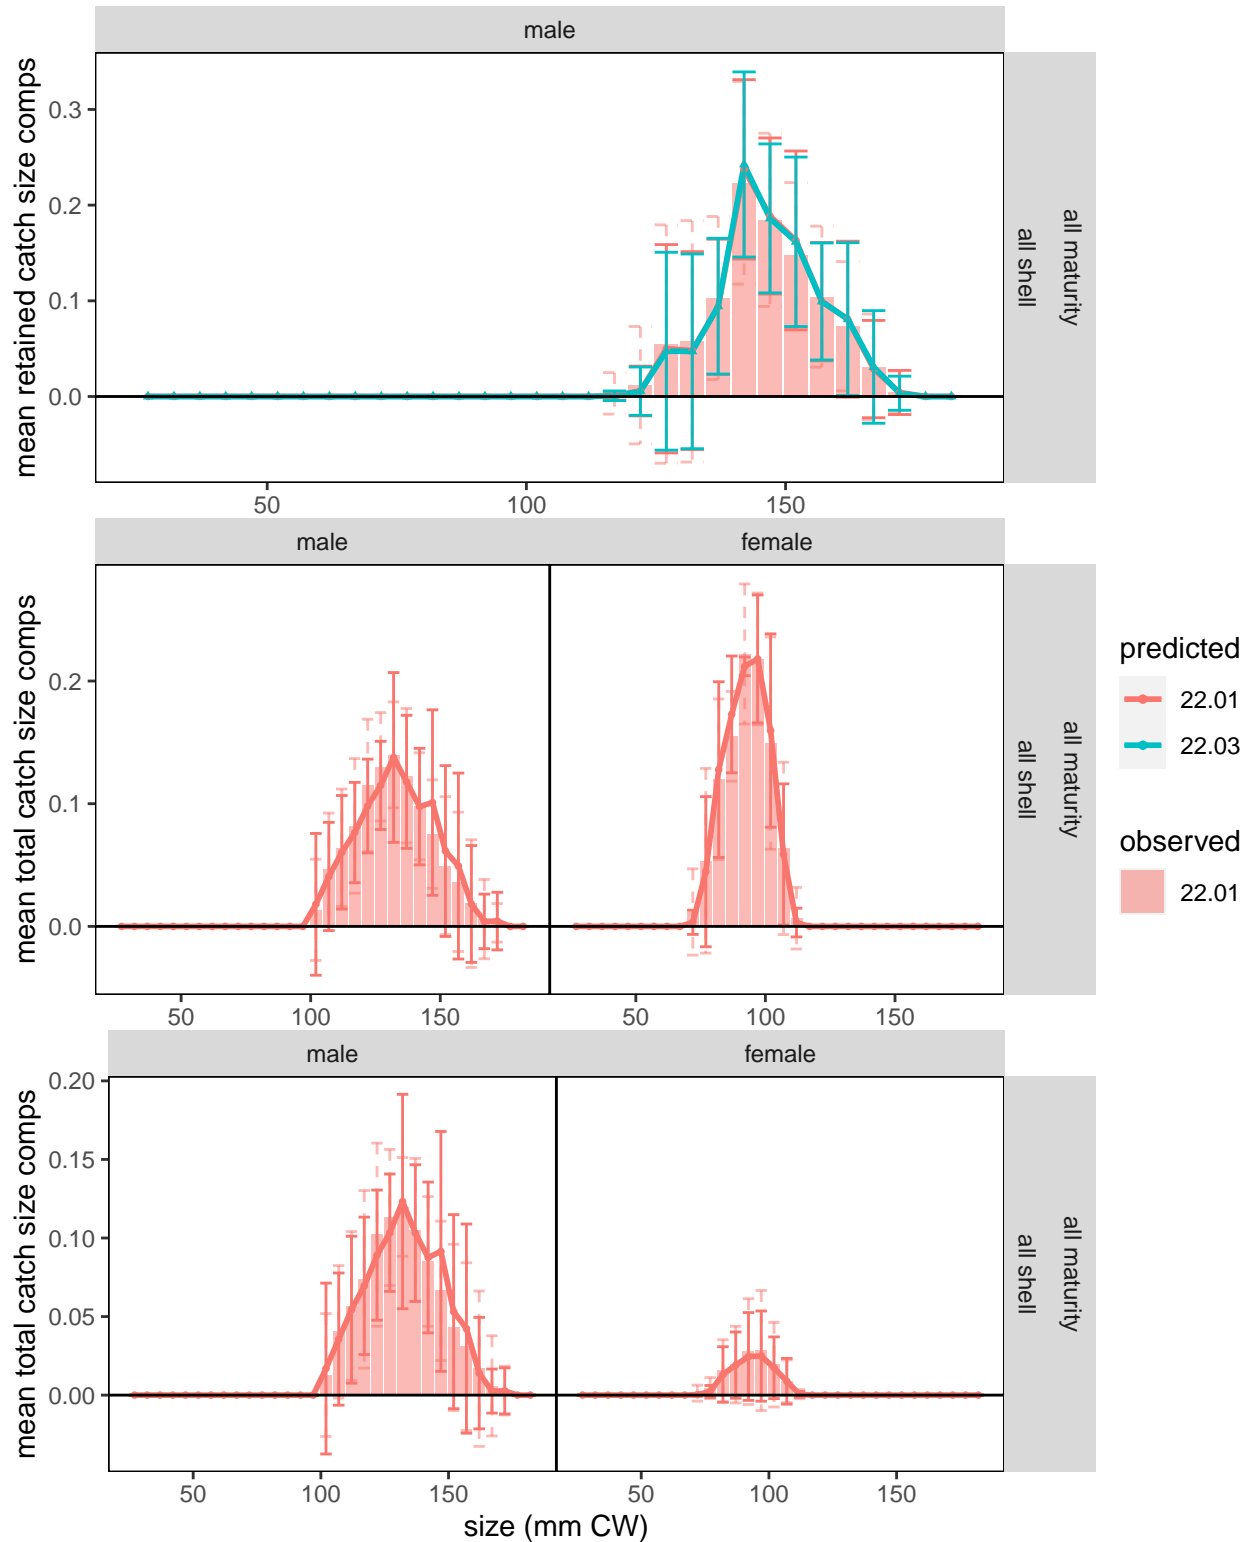 male
mean retained catch size comps
0.3
0.2
0.1
0.0
all shell
all maturity
50
100
150
male
female
mean total catch size comps
0.2
0.1
0.0
all shell
all maturity
50
100
150
50
100
150
predicted
22.01
22.03
observed
22.01
male
female
mean total catch size comps
0.20
0.15
0.10
0.05
0.00
all shell
all maturity
50
100
150
50
100
150
size (mm CW)